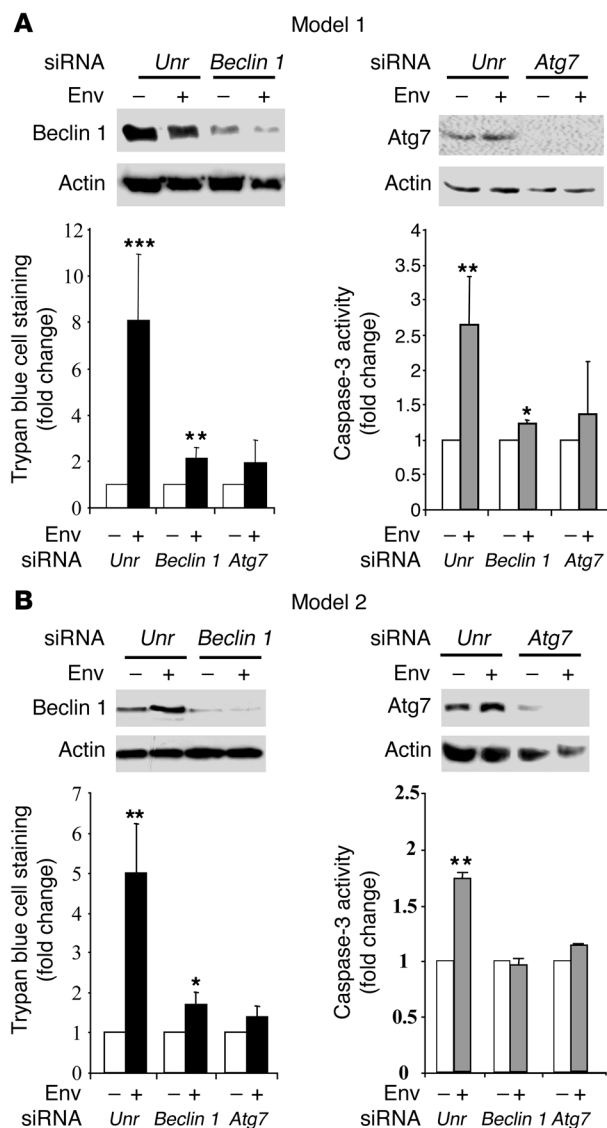 A Model 1
siRNA Unr Beclin 1
Env – + – +
Beclin 1
Actin
siRNA Unr Atg7
Env – + – +
Atg7
Actin
Trypan blue cell staining
(fold change)
12
10
8
6
4
2
0
***
**
Env – + – + – +
siRNA Unr Beclin 1 Atg7
Caspase-3 activity
(fold change)
4
3.5
3
2.5
2
1.5
1
0.5
0
**
*
Env – + – + – +
siRNA Unr Beclin 1 Atg7
B Model 2
siRNA Unr Beclin 1
Env – + – +
Beclin 1
Actin
siRNA Unr Atg7
Env – + – +
Atg7
Actin
Trypan blue cell staining
(fold change)
7
6
5
4
3
2
1
0
**
*
Env – + – + – +
siRNA Unr Beclin 1 Atg7
Caspase-3 activity
(fold change)
2.5
2
1.5
1
0.5
0
**
Env – + – + – +
siRNA Unr Beclin 1 Atg7